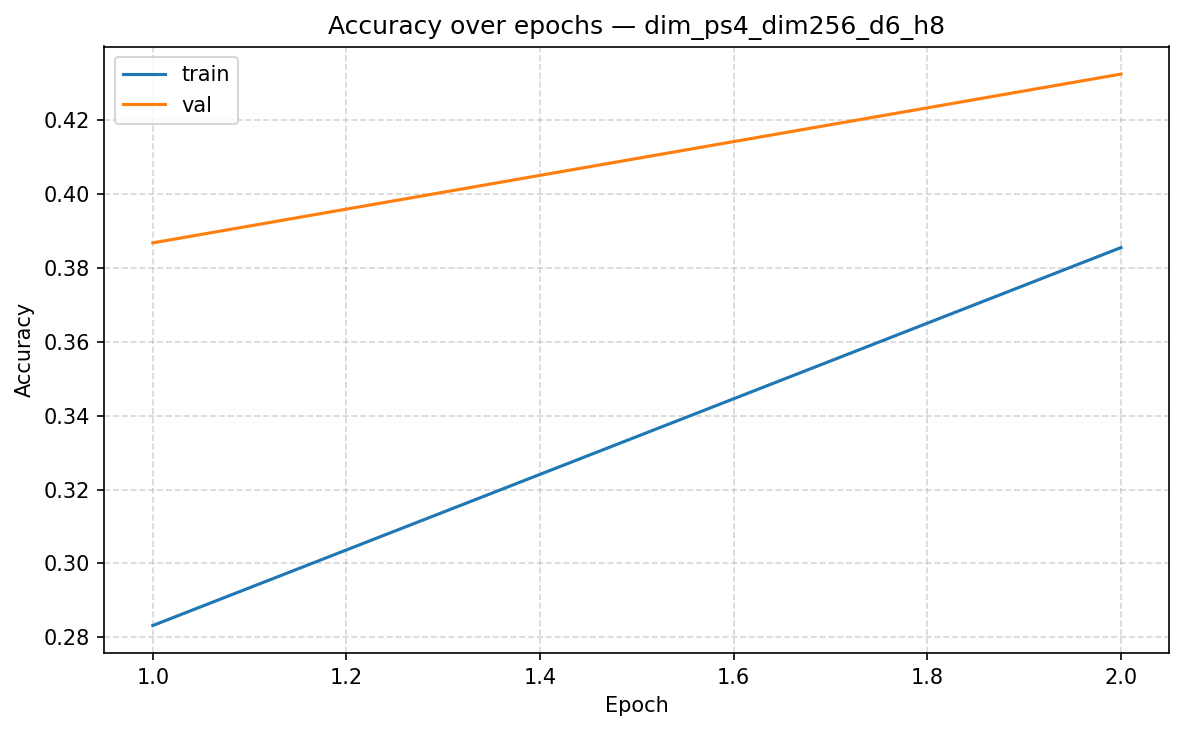 Accuracy over epochs — dim_ps4_dim256_d6_h8
train
val
Accuracy
0.42
0.40
0.38
0.36
0.34
0.32
0.30
0.28
1.0 1.2 1.4 1.6 1.8 2.0
Epoch